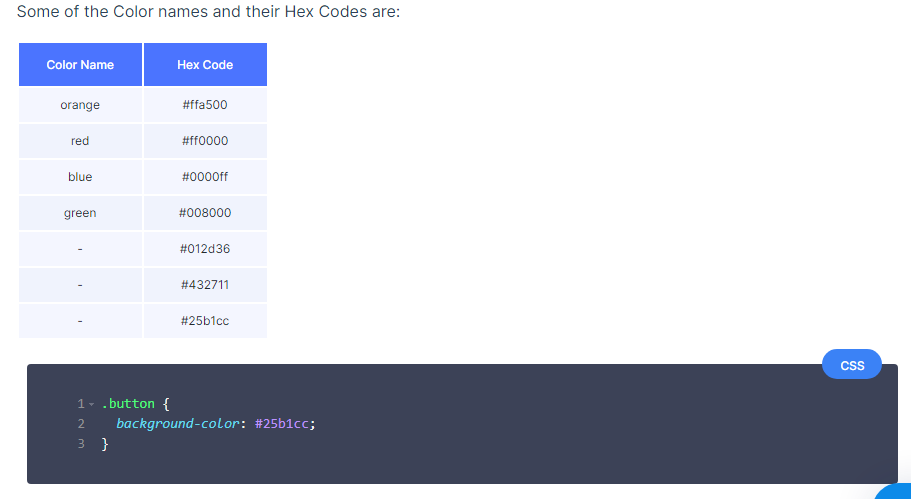 Some of the Color names and their Hex Codes are:
Color Name Hex Code
orange #ffa500
red #ff0000
blue #0000ff
green #008000
- #012d36
- #432711
- #25b1cc
CSS
1 .button {
2 background-color: #25b1cc;
3 }